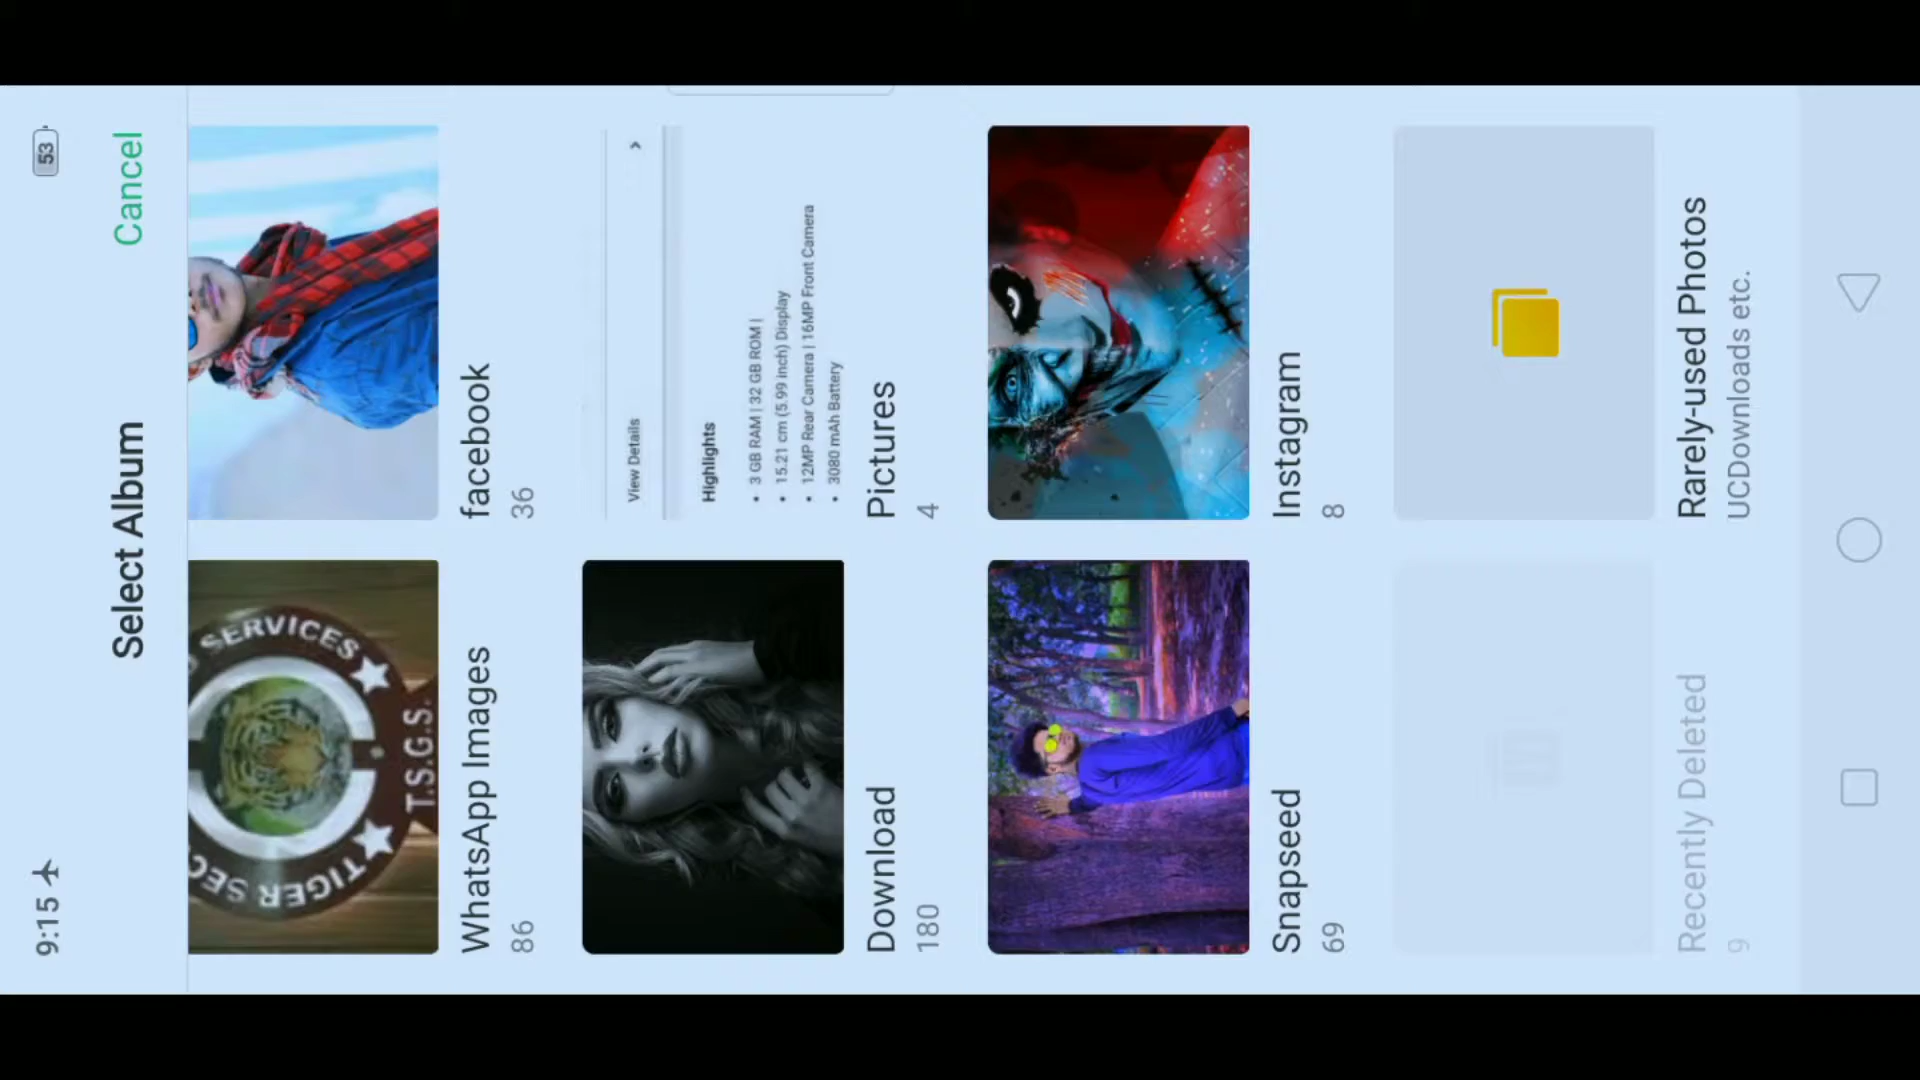 9:15
53
Select Album
Cancel
SERVICES
TIGER SEC
T.S.G.S.
WhatsApp Images
86
facebook
36
View Details
Highlights
• 3 GB RAM | 32 GB ROM |
• 15.21 cm (5.99 inch) Display
• 12MP Rear Camera | 16MP Front Camera
• 3080 mAh Battery
Download
180
Pictures
4
Snapseed
69
Instagram
8
Recently Deleted
9
Rarely-used Photos
UCDownloads etc.